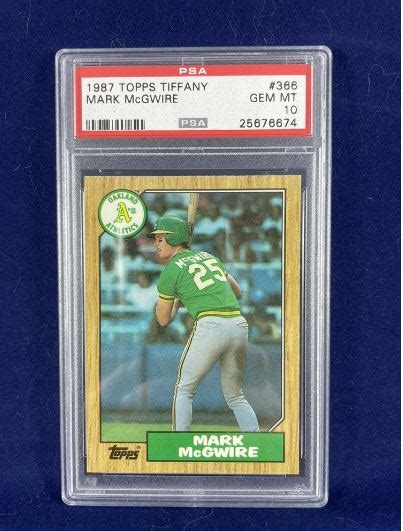 PSA
1987 TOPPS TIFFANY #366
MARK McGWIRE GEM MT
10
PSA 25676674
OAKLAND
A's
ATHLETICS
McGWIRE
25
Topps
MARK
McGWIRE